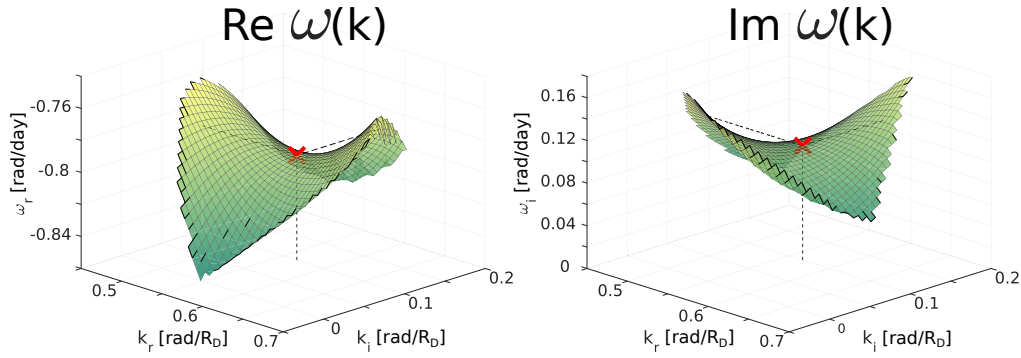 Re ω(k)
Im ω(k)
-0.76
-0.8
-0.84
ω_r [rad/day]
0.5
0.6
0.7
k_r [rad/R_D]
0
0.1
0.2
k_i [rad/R_D]
0.16
0.12
0.08
0.04
0
ω_i [rad/day]
0.5
0.6
0.7
k_r [rad/R_D]
0
0.1
0.2
k_i [rad/R_D]